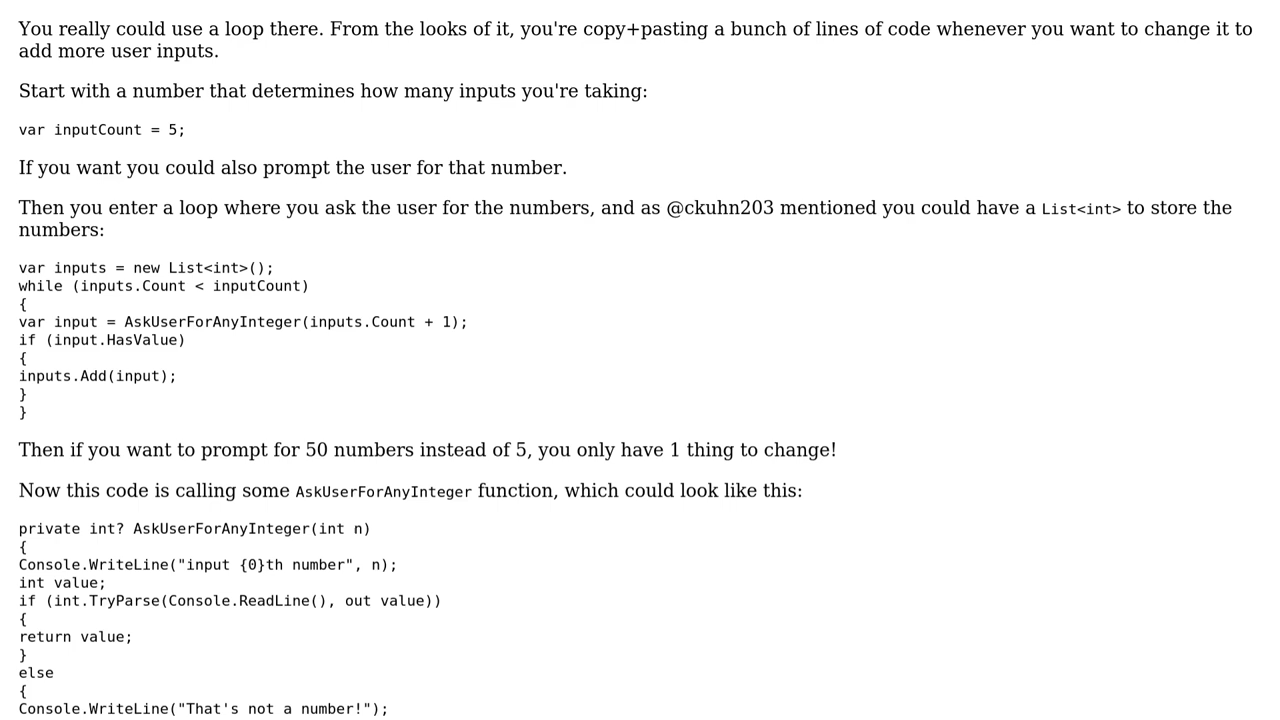 You really could use a loop there. From the looks of it, you're copy+pasting a bunch of lines of code whenever you want to change it to
add more user inputs.
Start with a number that determines how many inputs you're taking:
var inputCount = 5;
If you want you could also prompt the user for that number.
Then you enter a loop where you ask the user for the numbers, and as @ckuhn203 mentioned you could have a List<int> to store the
numbers:
var inputs = new List<int>();
while (inputs.Count < inputCount)
{
var input = AskUserForAnyInteger(inputs.Count + 1);
if (input.HasValue)
{
inputs.Add(input);
}
}
Then if you want to prompt for 50 numbers instead of 5, you only have 1 thing to change!
Now this code is calling some AskUserForAnyInteger function, which could look like this:
private int? AskUserForAnyInteger(int n)
{
Console.WriteLine("input {0}th number", n);
int value;
if (int.TryParse(Console.ReadLine(), out value))
{
return value;
}
else
{
Console.WriteLine("That's not a number!");